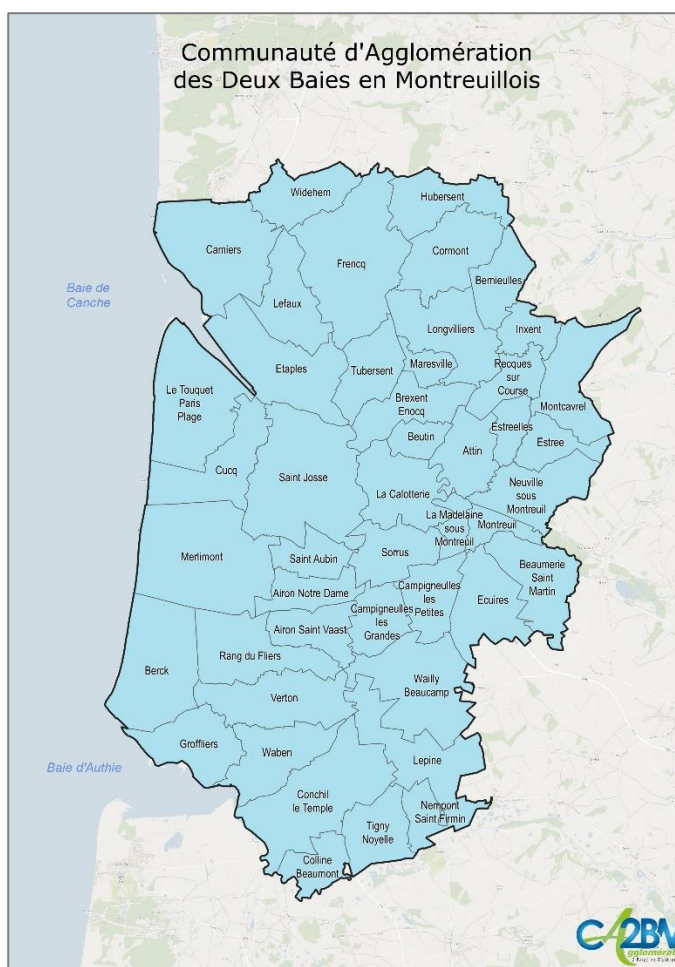 Communauté d'Agglomération
des Deux Baies en Montreuillois
Widehem
Hubersent
Camiers
Frencq
Cormont
Bernieulles
Baie de
Canche
Lefaux
Longvilliers
Inxent
Etaples
Tubersent
Maresville
Recques
sur
Course
Le Touquet
Paris
Plage
Brexent
Enocq
Montcavrel
Beutin
Estreelles
Attin
Estree
Cucq
Saint Josse
La Calotterie
Neuville
sous
Montreuil
La Madelaine
sous
Montreuil
Montreuil
Merlimont
Saint Aubin
Sorrus
Beaumerie
Saint
Martin
Airon Notre Dame
Campigneulles
les
Petites
Ecuires
Campigneulles
les
Grandes
Airon Saint Vaast
Rang du Fliers
Berck
Wailly
Beaucamp
Verton
Groffliers
Waben
Baie d'Authie
Lepine
Conchil
le Temple
Nempont
Saint Firmin
Tigny
Noyelle
Colline
Beaumont
CA2BM